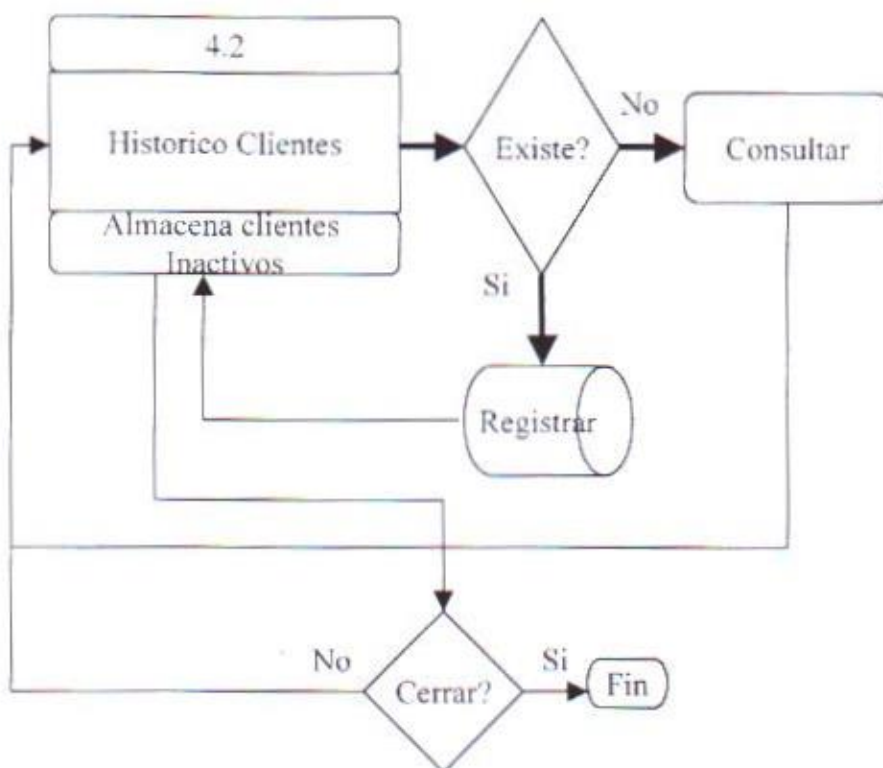 4.2
Historico Clientes
Almacena clientes
Inactivos
Existe?
No
Consultar
Si
Registrar
No
Cerrar?
Si
Fin